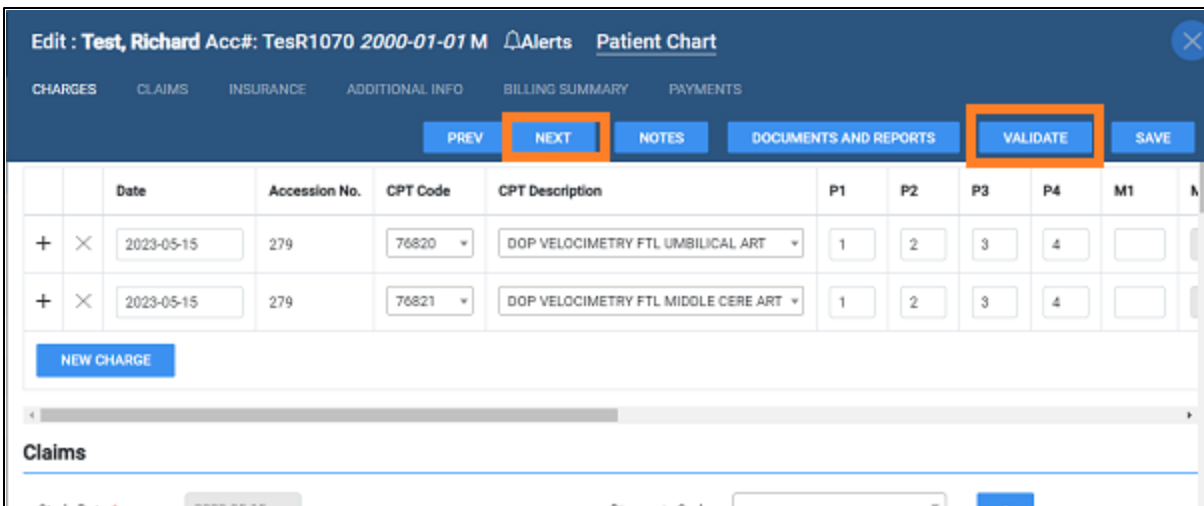 Edit : Test, Richard Acc#: TesR1070 2000-01-01 M Alerts Patient Chart
CHARGES CLAIMS INSURANCE ADDITIONAL INFO BILLING SUMMARY PAYMENTS
PREV NEXT NOTES DOCUMENTS AND REPORTS VALIDATE SAVE
Date Accession No. CPT Code CPT Description P1 P2 P3 P4 M1
+ × 2023-05-15 279 76820 DOP VELOCIMETRY FTL UMBILICAL ART 1 2 3 4
+ × 2023-05-15 279 76821 DOP VELOCIMETRY FTL MIDDLE CERE ART 1 2 3 4
NEW CHARGE
Claims